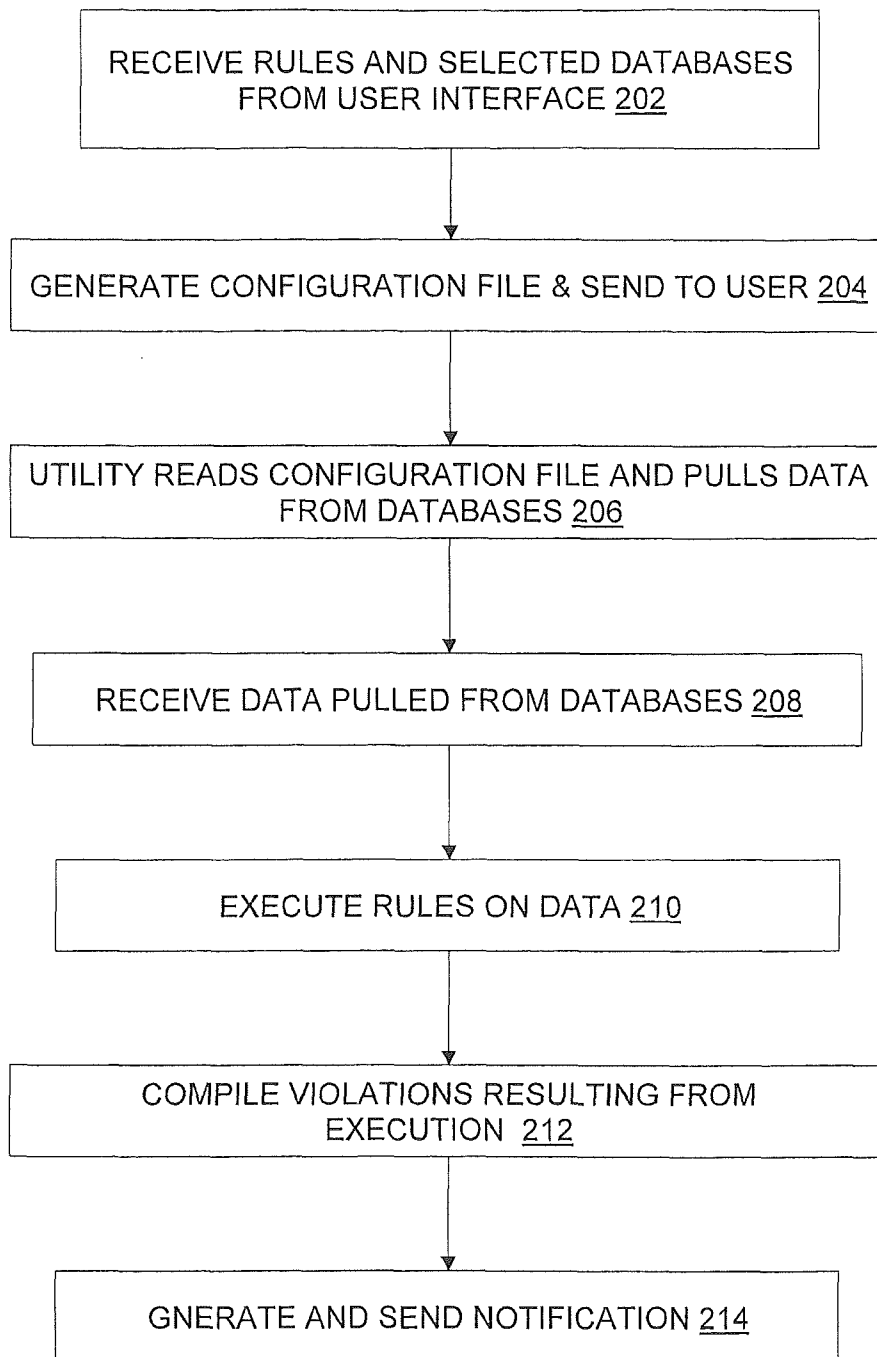 RECEIVE RULES AND SELECTED DATABASES
FROM USER INTERFACE 202
GENERATE CONFIGURATION FILE & SEND TO USER 204
UTILITY READS CONFIGURATION FILE AND PULLS DATA
FROM DATABASES 206
RECEIVE DATA PULLED FROM DATABASES 208
EXECUTE RULES ON DATA 210
COMPILE VIOLATIONS RESULTING FROM
EXECUTION 212
GNERATE AND SEND NOTIFICATION 214